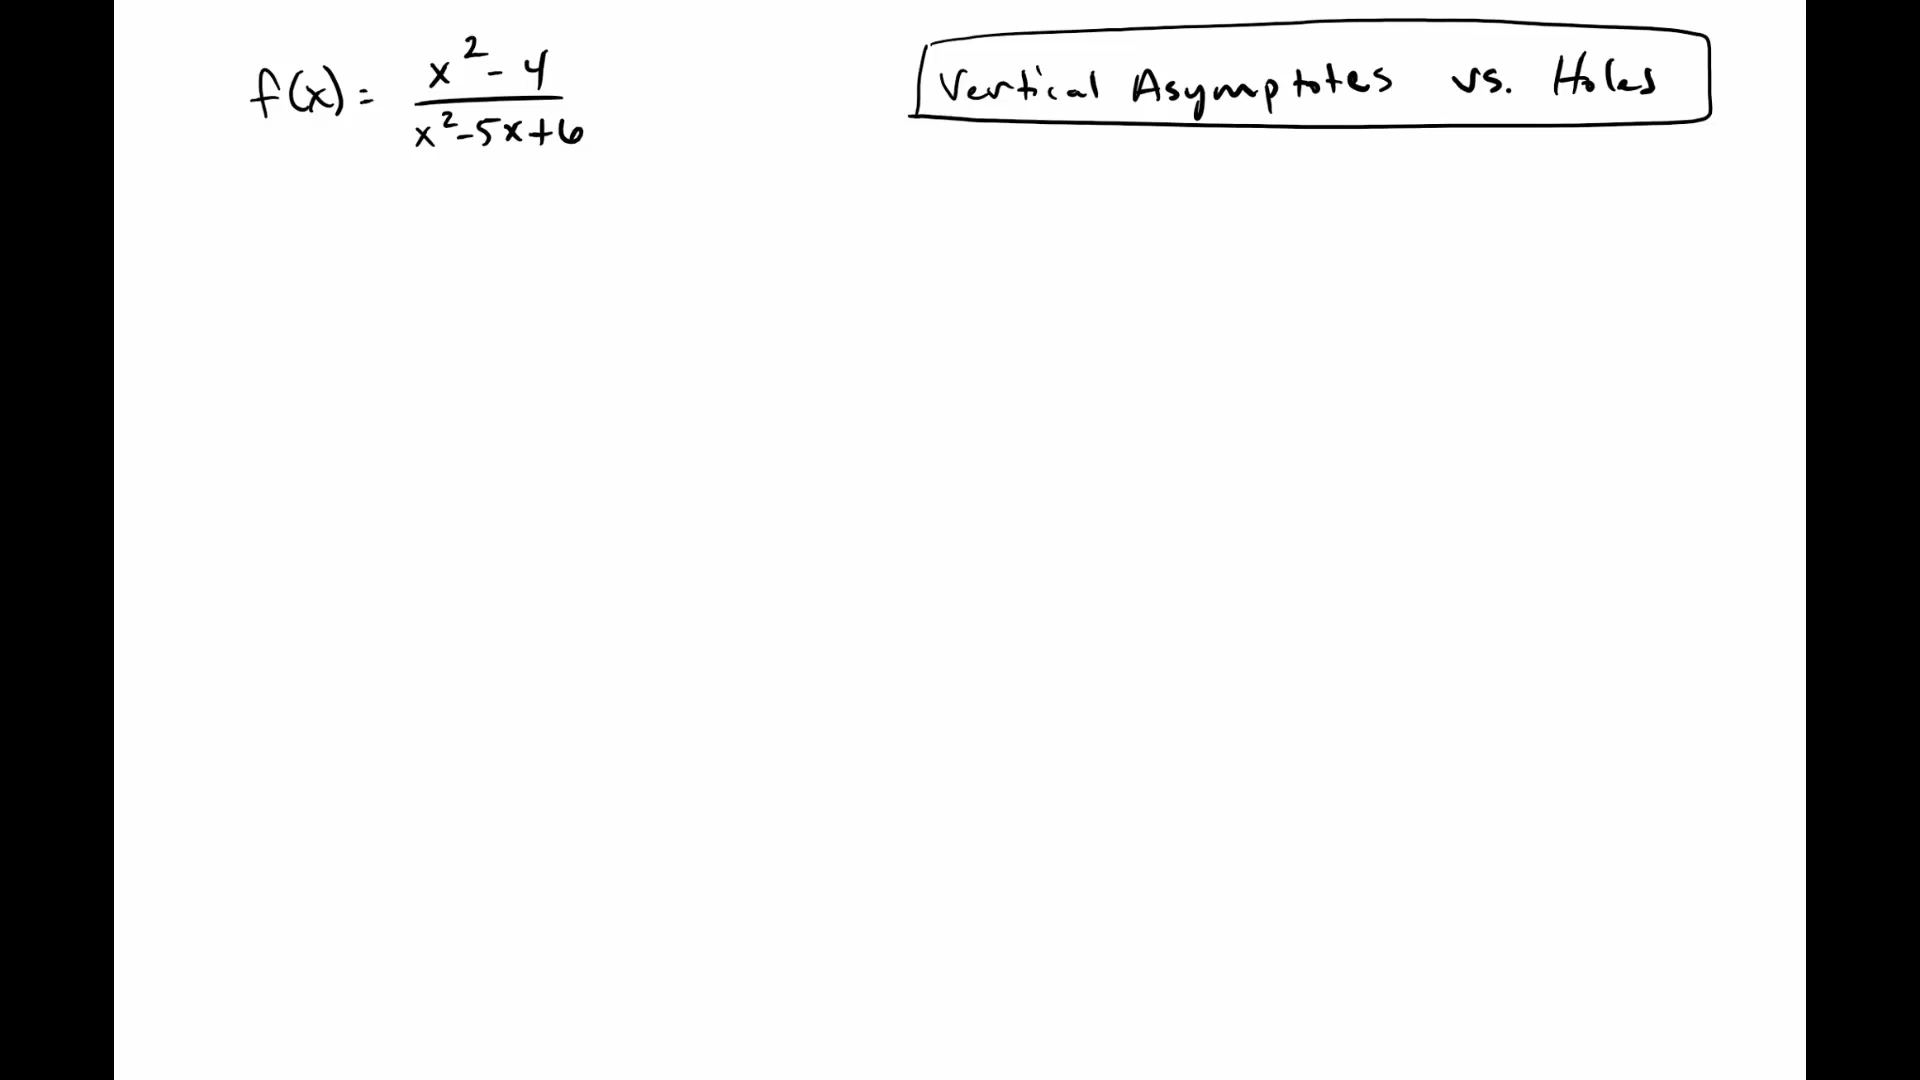 f(x) = x² - 4 / x² - 5x + 6
Vertical Asymptotes vs. Holes